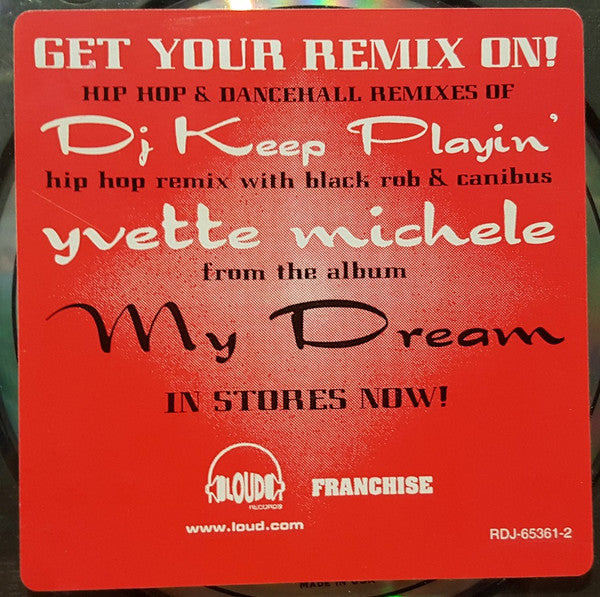 GET YOUR REMIX ON!
HIP HOP & DANCEHALL REMIXES OF
Dj Keep Playin'
hip hop remix with black rob & canibus
yvette michele
from the album
My Dream
IN STORES NOW!
LOUD
RECORDS
FRANCHISE
www.loud.com
RDJ-65361-2
MADE IN USA